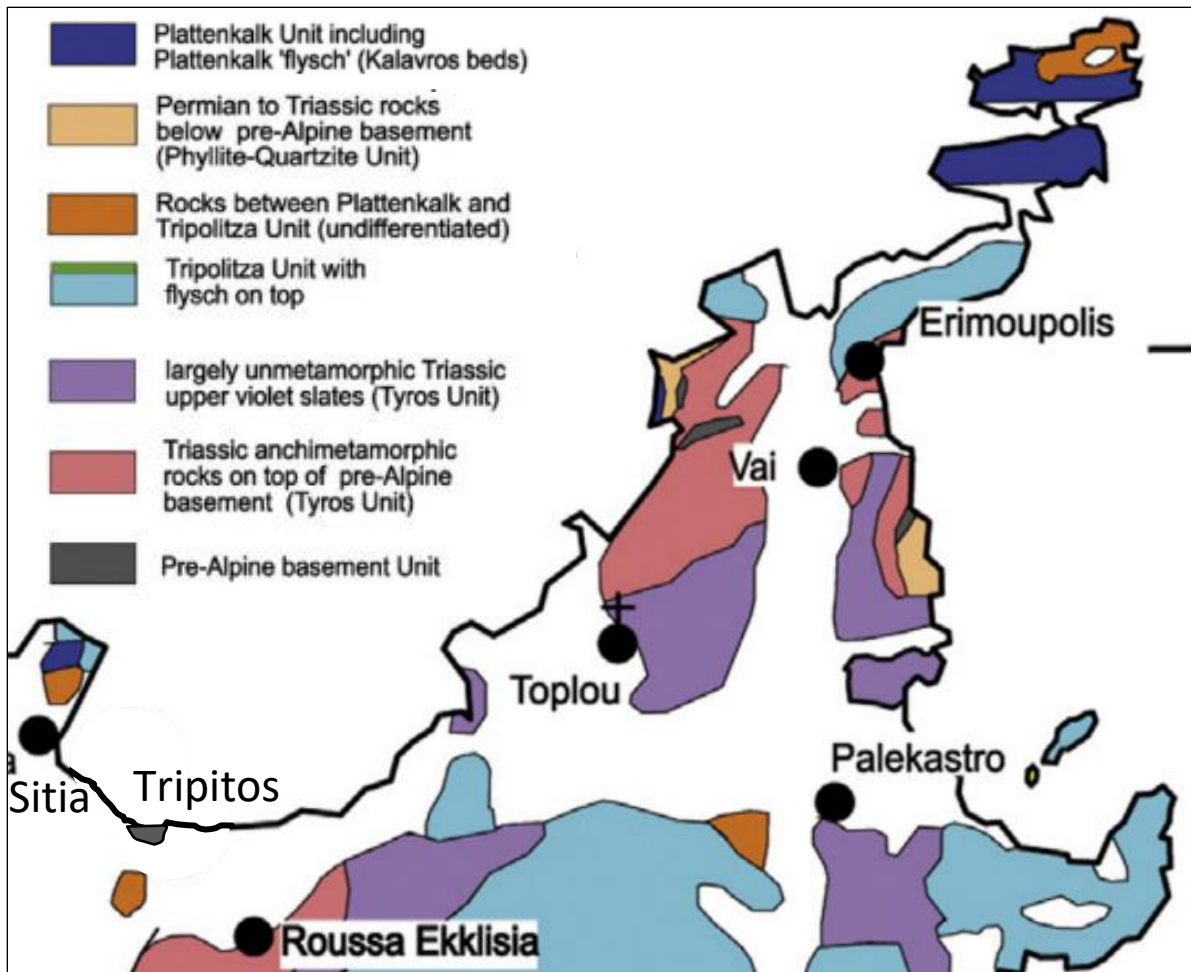 Plattenkalk Unit including
Plattenkalk 'flysch' (Kalavros beds)
Permian to Triassic rocks
below pre-Alpine basement
(Phyllite-Quartzite Unit)
Rocks between Plattenkalk and
Tripolitza Unit (undifferentiated)
Tripolitza Unit with
flysch on top
largely unmetamorphic Triassic
upper violet slates (Tyros Unit)
Triassic anchimetamorphic
rocks on top of pre-Alpine
basement (Tyros Unit)
Pre-Alpine basement Unit
Erimoupolis
Vai
Toplou
Palekastro
Sitia
Tripitos
Roussa Ekklisia